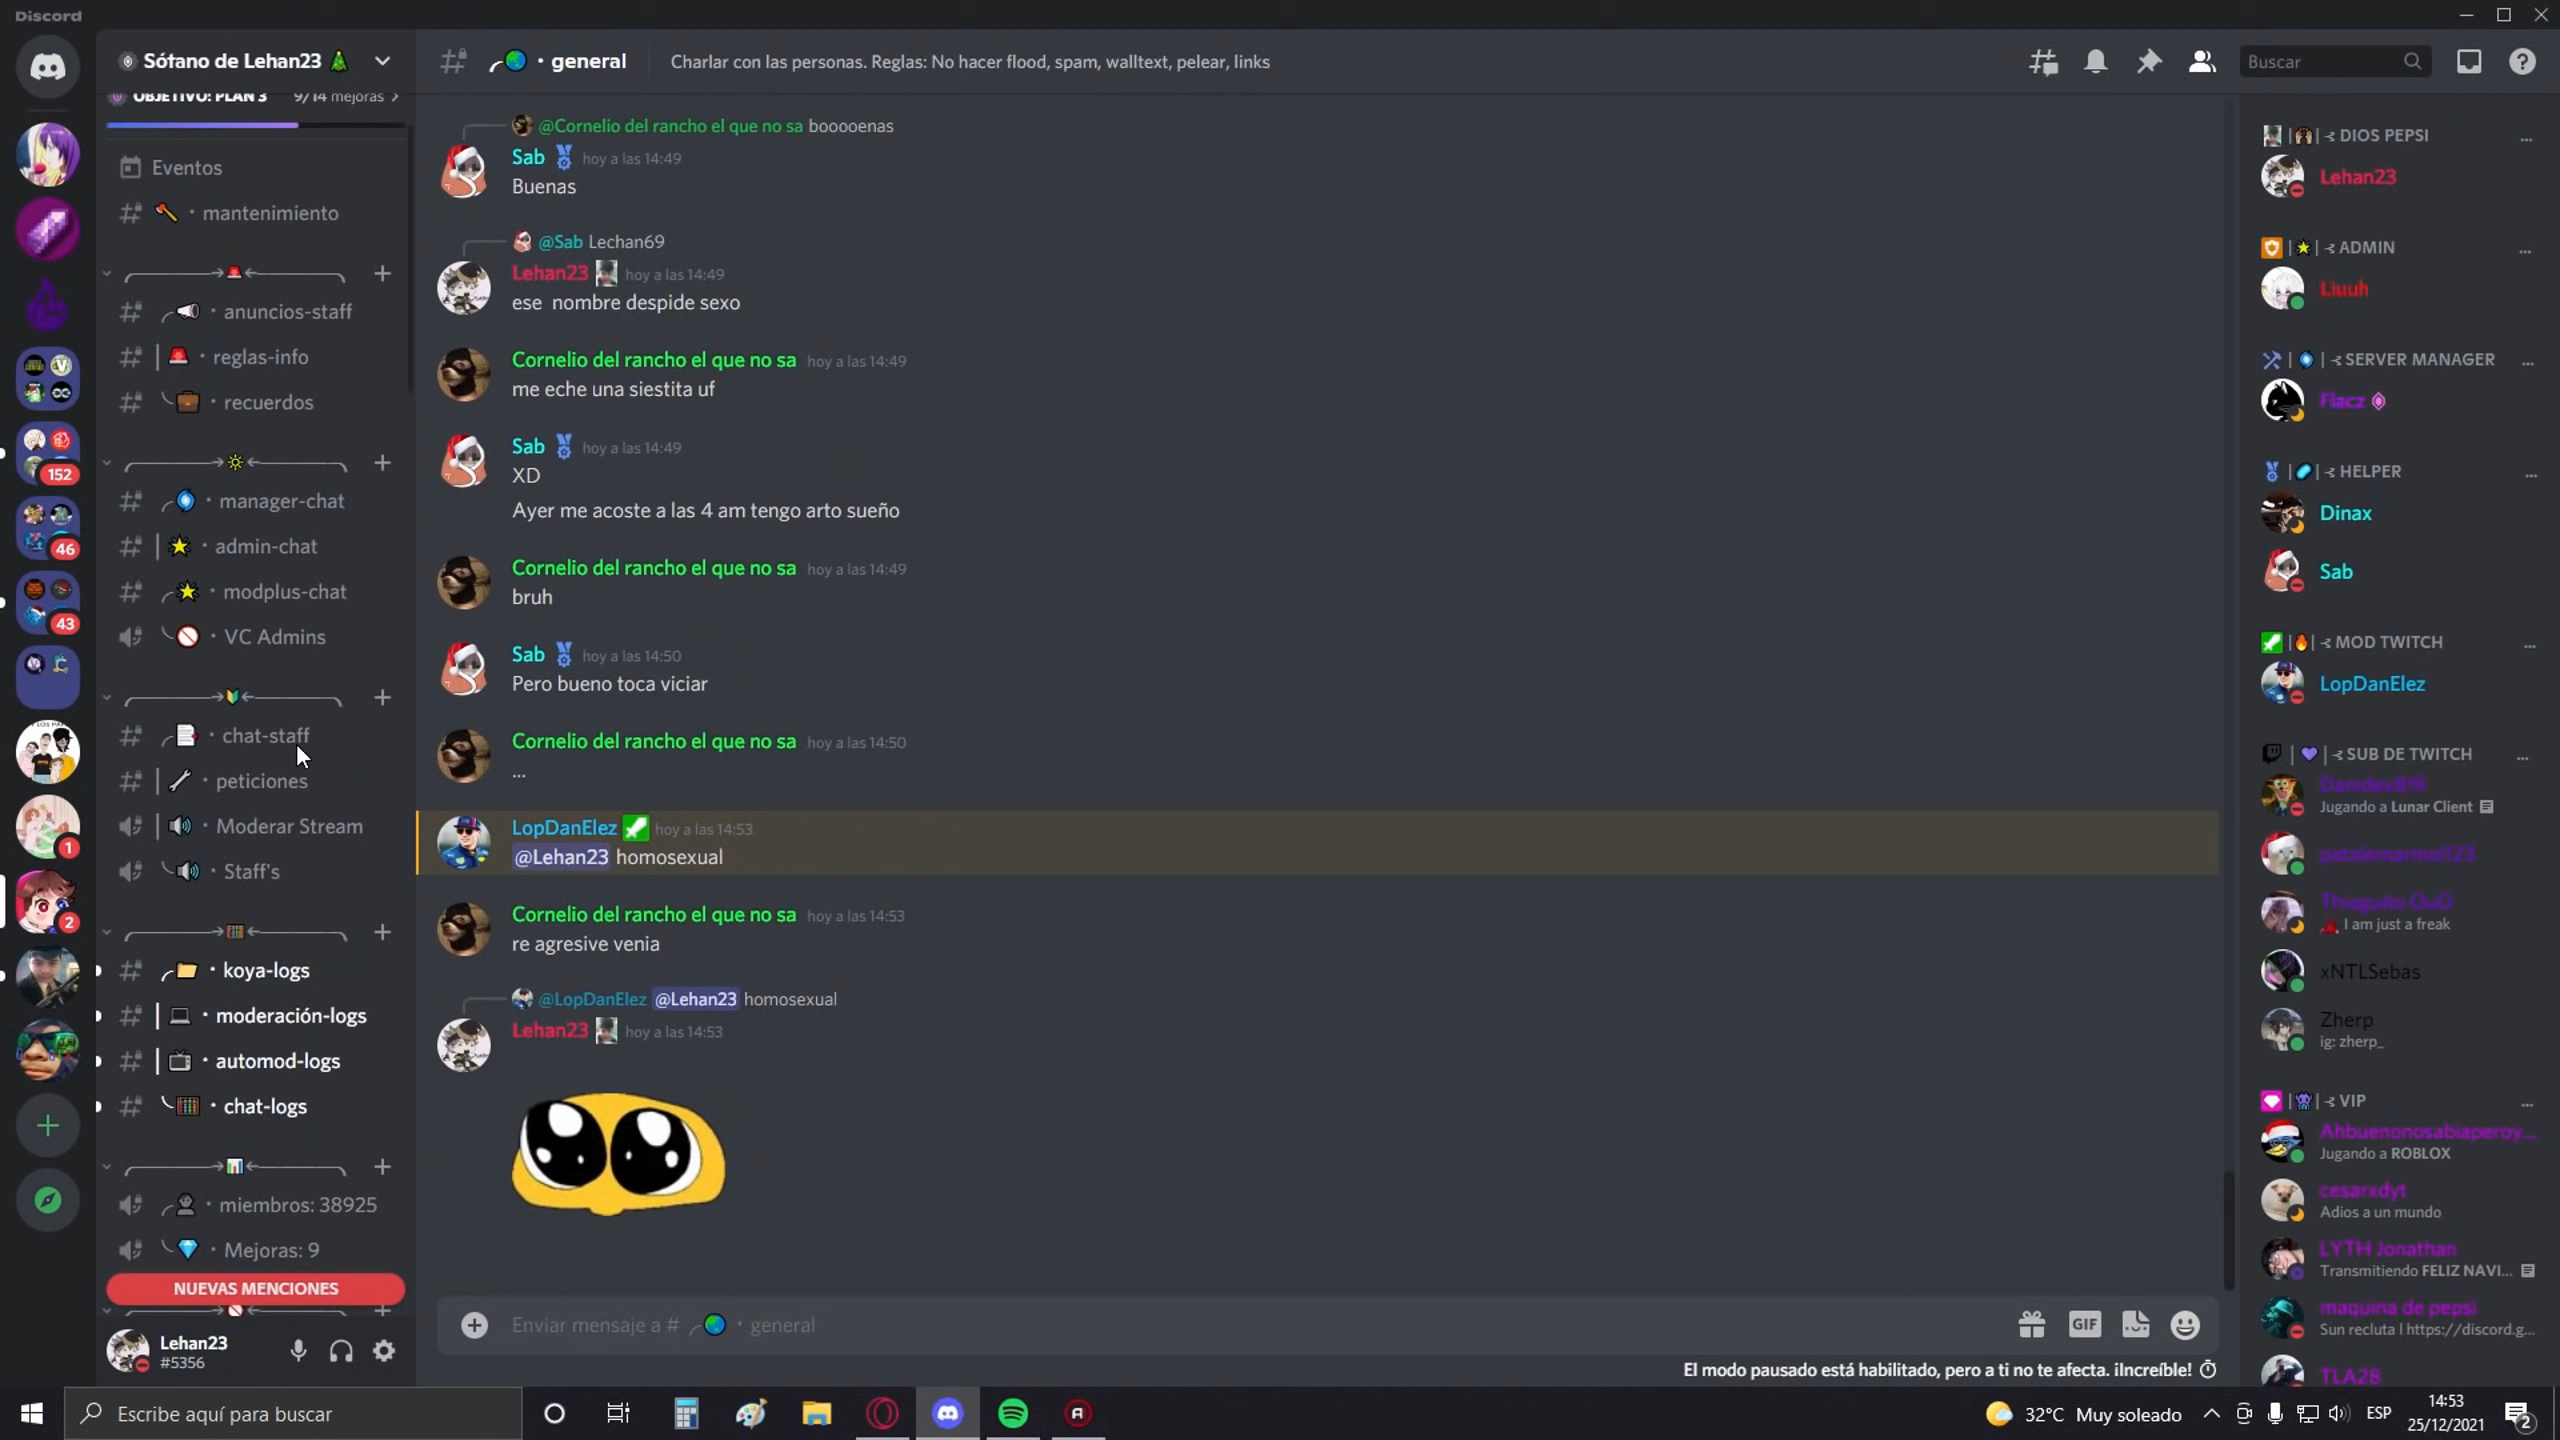 Discord
Sótano de Lehan23
OBJETIVO: PLAN 3 9/14 mejoras
Eventos
mantenimiento
anuncios-staff
reglas-info
recuerdos
manager-chat
admin-chat
modplus-chat
VC Admins
chat-staff
peticiones
Moderar Stream
Staff's
koya-logs
moderación-logs
automod-logs
chat-logs
miembros: 38925
Mejoras: 9
NUEVAS MENCIONES
Lehan23
#5356
152
46
43
1
2
general
Charlar con las personas. Reglas: No hacer flood, spam, walltext, pelear, links
Buscar
@Cornelio del rancho el que no sa booooenas
Sab hoy a las 14:49
Buenas
@Sab Lechan69
Lehan23 hoy a las 14:49
ese nombre despide sexo
Cornelio del rancho el que no sa hoy a las 14:49
me eche una siestita uf
Sab hoy a las 14:49
XD
Ayer me acoste a las 4 am tengo arto sueño
Cornelio del rancho el que no sa hoy a las 14:49
bruh
Sab hoy a las 14:50
Pero bueno toca viciar
Cornelio del rancho el que no sa hoy a las 14:50
...
LopDanElez hoy a las 14:53
@Lehan23 homosexual
Cornelio del rancho el que no sa hoy a las 14:53
re agresive venia
@LopDanElez @Lehan23 homosexual
Lehan23 hoy a las 14:53
Enviar mensaje a # general
GIF
El modo pausado está habilitado, pero a ti no te afecta. ¡Increíble!
DIOS PEPSI ...
Lehan23
ADMIN ...
Liuuh
SERVER MANAGER ...
Flacz
HELPER ...
Dinax
Sab
MOD TWITCH ...
LopDanElez
SUB DE TWITCH ...
Danidev819
Jugando a Lunar Client
patalemarmol123
Thiaguito OuO
I am just a freak
xNTLSebas
Zherp
ig: zherp_
VIP ...
Ahbuenonosabiaperoy...
Jugando a ROBLOX
cesarxdyt
Adios a un mundo
LYTH Jonathan
Transmitiendo FELIZ NAVI...
maquina de pepsi
Sun recluta l https://discord.g...
TLA28
Escribe aquí para buscar
32°C Muy soleado
ESP
14:53
25/12/2021
2